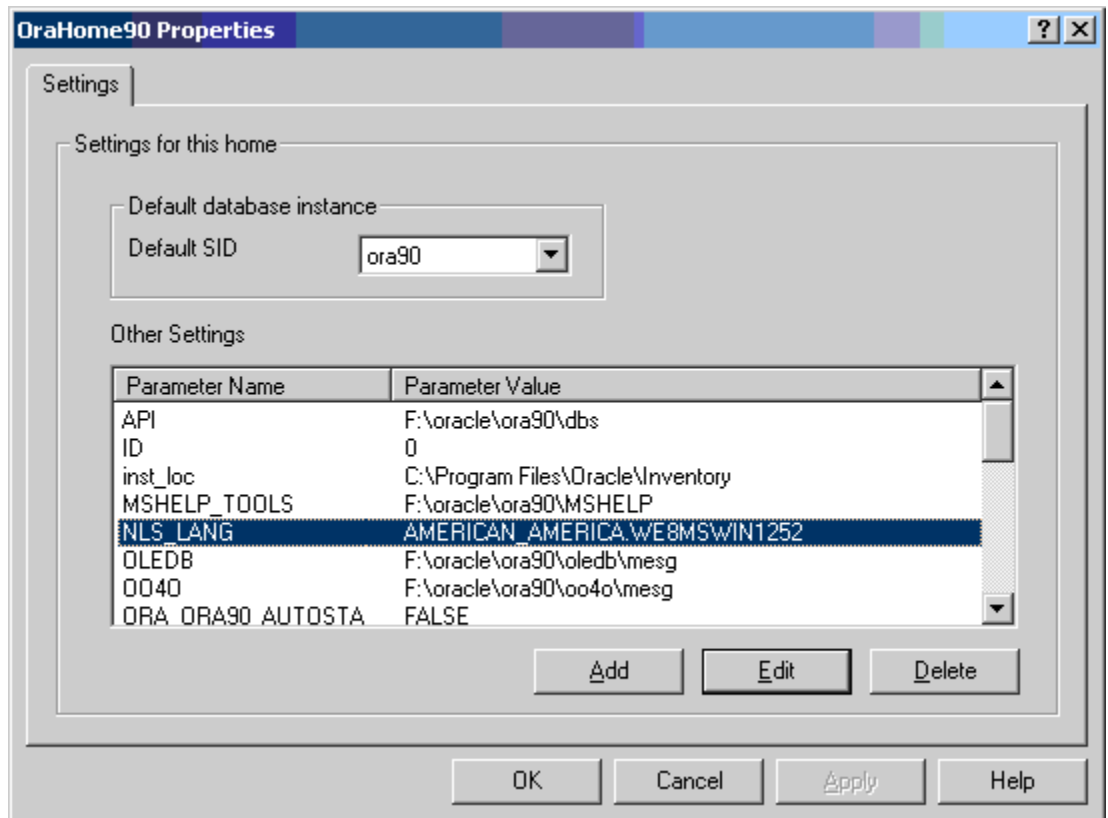 OraHome90 Properties
Settings
Settings for this home
Default database instance
Default SID ora90
Other Settings
Parameter Name Parameter Value
API F:\oracle\ora90\dbs
ID 0
inst_loc C:\Program Files\Oracle\Inventory
MSHELP_TOOLS F:\oracle\ora90\MSHELP
NLS_LANG AMERICAN_AMERICA.WE8MSWIN1252
OLEDB F:\oracle\ora90\oledb\mesg
OO4O F:\oracle\ora90\oo4o\mesg
ORA_ORA90_AUTOSTA FALSE
Add Edit Delete
OK Cancel Apply Help